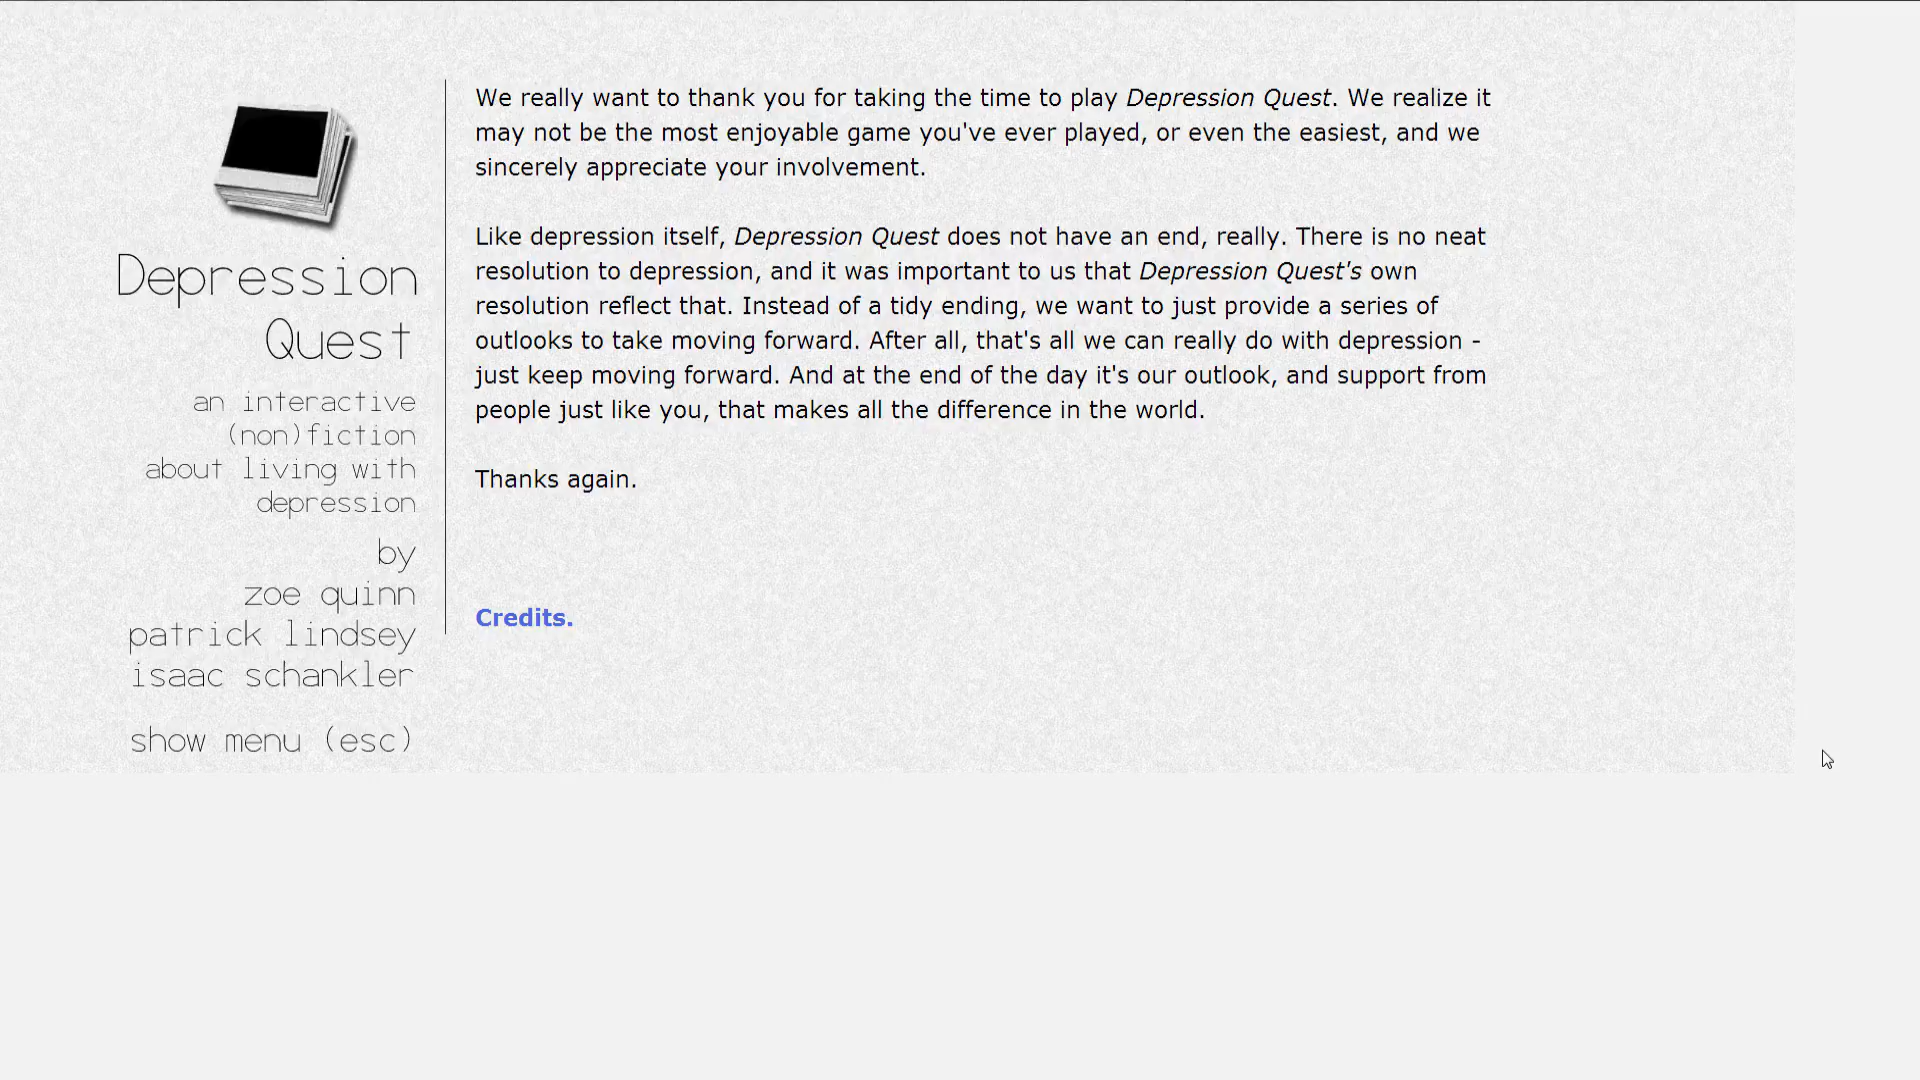 Depression
Quest
an interactive
(non)fiction
about living with
depression
by
zoe quinn
patrick lindsey
isaac schankler
show menu (esc)
We really want to thank you for taking the time to play Depression Quest. We realize it
may not be the most enjoyable game you've ever played, or even the easiest, and we
sincerely appreciate your involvement.
Like depression itself, Depression Quest does not have an end, really. There is no neat
resolution to depression, and it was important to us that Depression Quest's own
resolution reflect that. Instead of a tidy ending, we want to just provide a series of
outlooks to take moving forward. After all, that's all we can really do with depression -
just keep moving forward. And at the end of the day it's our outlook, and support from
people just like you, that makes all the difference in the world.
Thanks again.
Credits.